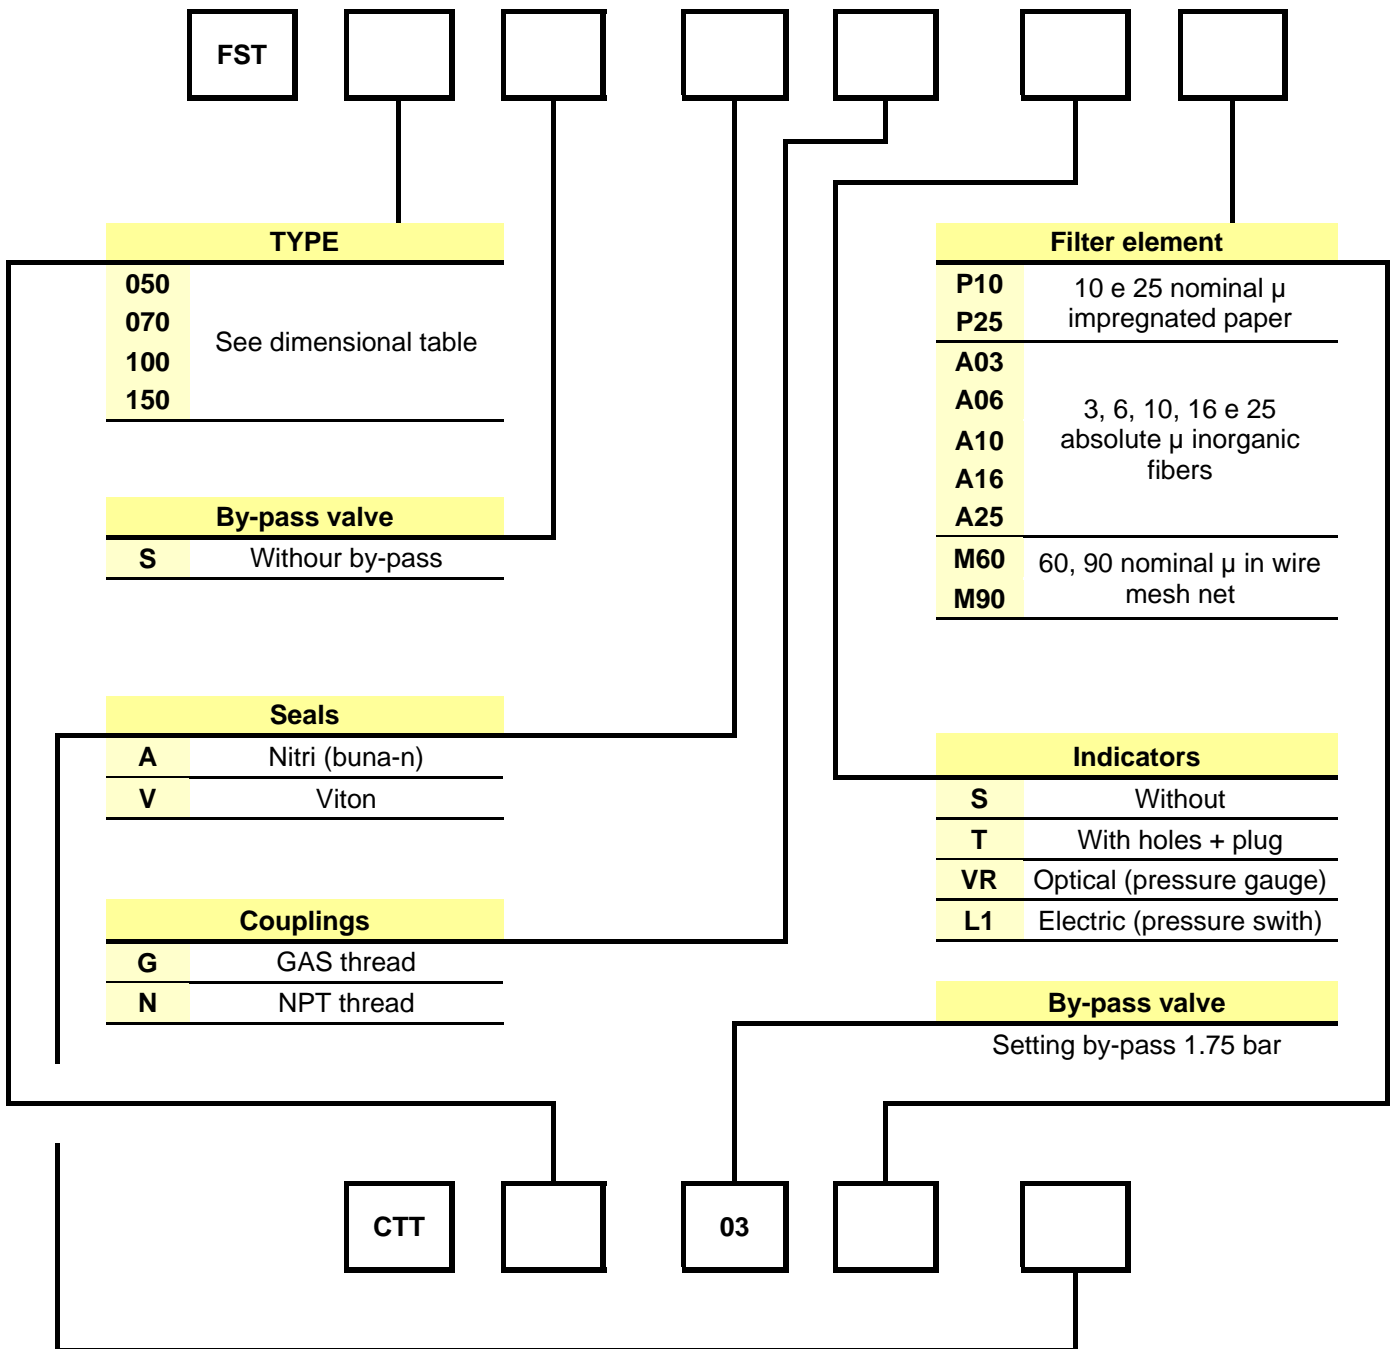 FST
TYPE
050
070
100
150
See dimensional table
By-pass valve
S Withour by-pass
Seals
A Nitri (buna-n)
V Viton
Couplings
G GAS thread
N NPT thread
Filter element
P10
P25
10 e 25 nominal µ
impregnated paper
A03
A06
A10
A16
A25
3, 6, 10, 16 e 25
absolute µ inorganic
fibers
M60
M90
60, 90 nominal µ in wire
mesh net
Indicators
S Without
T With holes + plug
VR Optical (pressure gauge)
L1 Electric (pressure swith)
By-pass valve
Setting by-pass 1.75 bar
CTT
03